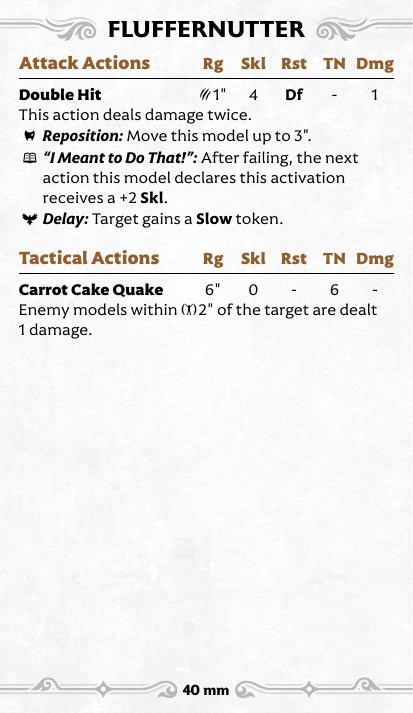 FLUFFERNUTTER
Attack Actions Rg Skl Rst TN Dmg
Double Hit 1" 4 Df - 1
This action deals damage twice.
Reposition: Move this model up to 3".
“I Meant to Do That!”: After failing, the next
action this model declares this activation
receives a +2 Skl.
Delay: Target gains a Slow token.
Tactical Actions Rg Skl Rst TN Dmg
Carrot Cake Quake 6" 0 - 6 -
Enemy models within 2" of the target are dealt
1 damage.
40 mm